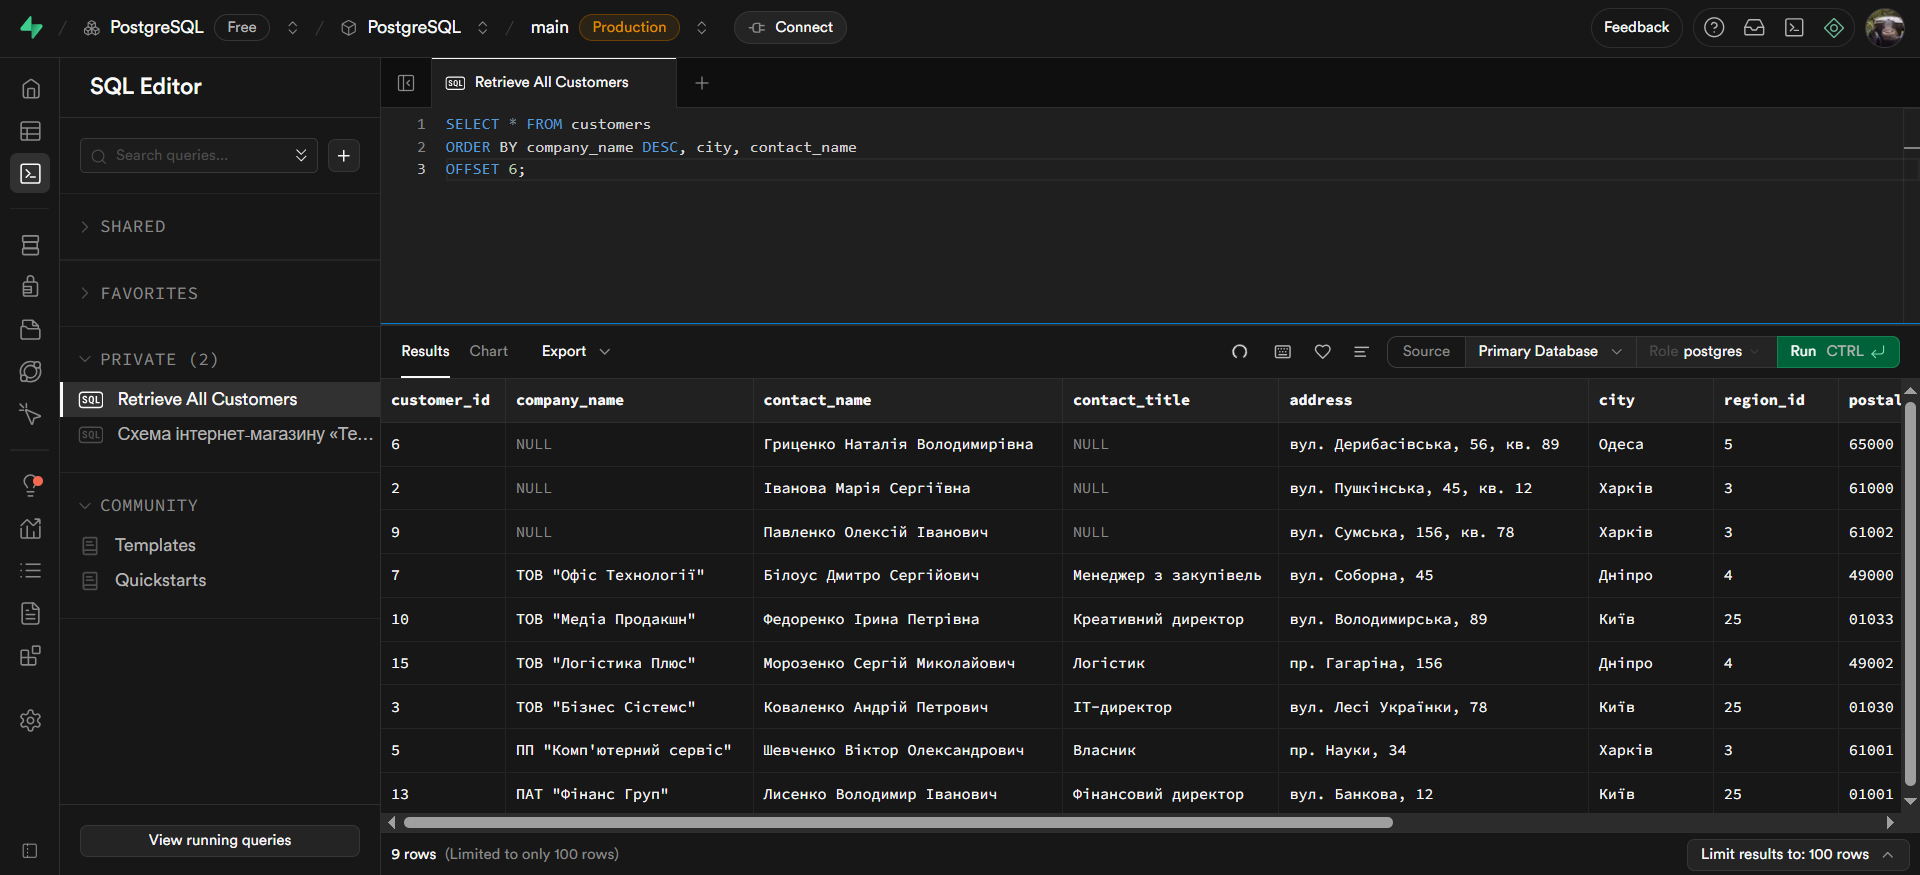 PostgreSQL Free PostgreSQL main Production Connect Feedback
SQL Editor
Search queries...
SHARED
FAVORITES
PRIVATE (2)
SQL Retrieve All Customers
SQL Схема інтернет-магазину «Те...
COMMUNITY
Templates
Quickstarts
View running queries
SQL Retrieve All Customers
1 SELECT * FROM customers
2 ORDER BY company_name DESC, city, contact_name
3 OFFSET 6;
Results Chart Export Source Primary Database Role postgres Run CTRL
customer_id company_name contact_name contact_title address city region_id postal
6 NULL Гриценко Наталія Володимирівна NULL вул. Дерибасівська, 56, кв. 89 Одеса 5 65000
2 NULL Іванова Марія Сергіївна NULL вул. Пушкінська, 45, кв. 12 Харків 3 61000
9 NULL Павленко Олексій Іванович NULL вул. Сумська, 156, кв. 78 Харків 3 61002
7 ТОВ "Офіс Технології" Білоус Дмитро Сергійович Менеджер з закупівель вул. Соборна, 45 Дніпро 4 49000
10 ТОВ "Медіа Продакшн" Федоренко Ірина Петрівна Креативний директор вул. Володимирська, 89 Київ 25 01033
15 ТОВ "Логістика Плюс" Морозенко Сергій Миколайович Логістик пр. Гагаріна, 156 Дніпро 4 49002
3 ТОВ "Бізнес Сістемс" Коваленко Андрій Петрович ІТ-директор вул. Лесі Українки, 78 Київ 25 01030
5 ПП "Комп'ютерний сервіс" Шевченко Віктор Олександрович Власник пр. Науки, 34 Харків 3 61001
13 ПАТ "Фінанс Груп" Лисенко Володимир Іванович Фінансовий директор вул. Банкова, 12 Київ 25 01001
9 rows (Limited to only 100 rows) Limit results to: 100 rows